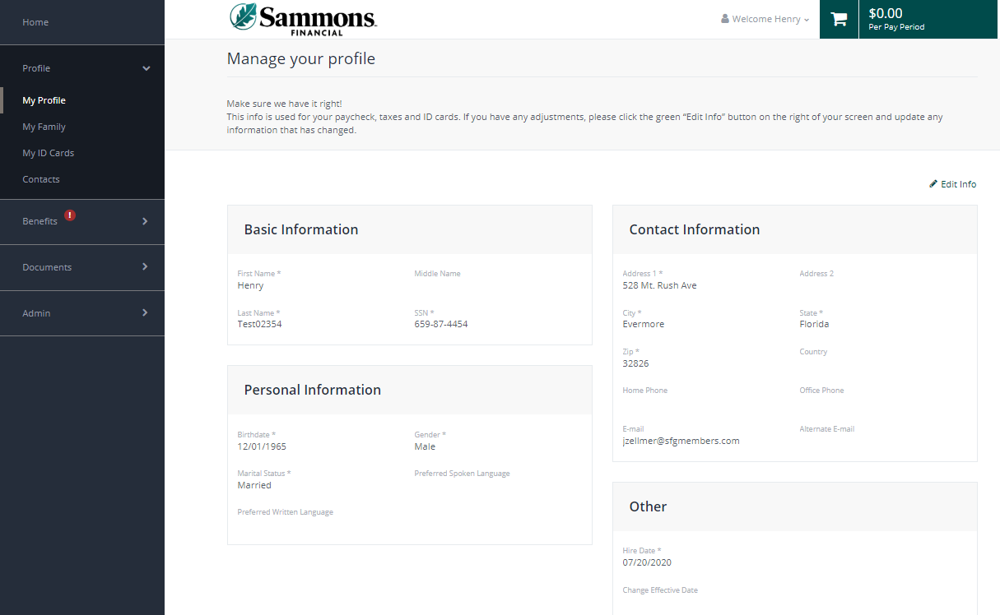 Home
Profile
My Profile
My Family
My ID Cards
Contacts
Benefits !
Documents
Admin
Sammons
FINANCIAL
Welcome Henry
$0.00
Per Pay Period
Manage your profile
Make sure we have it right!
This info is used for your paycheck, taxes and ID cards. If you have any adjustments, please click the green “Edit Info” button on the right of your screen and update any
information that has changed.
Edit Info
Basic Information
First Name * Middle Name
Henry
Last Name * SSN *
Test02354 659-87-4454
Personal Information
Birthdate * Gender *
12/01/1965 Male
Marital Status * Preferred Spoken Language
Married
Preferred Written Language
Contact Information
Address 1 * Address 2
528 Mt. Rush Ave
City * State *
Evermore Florida
Zip * Country
32826
Home Phone Office Phone
E-mail Alternate E-mail
jzellmer@sfgmembers.com
Other
Hire Date *
07/20/2020
Change Effective Date